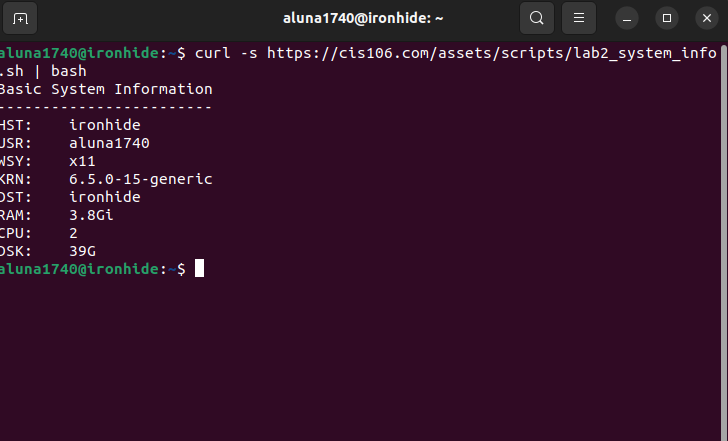 aluna1740@ironhide: ~
aluna1740@ironhide:~$ curl -s https://cis106.com/assets/scripts/lab2_system_info
.sh | bash
Basic System Information
------------------------
HST:    ironhide
USR:    aluna1740
WSY:    x11
KRN:    6.5.0-15-generic
DST:    ironhide
RAM:    3.8Gi
CPU:    2
DSK:    39G
aluna1740@ironhide:~$